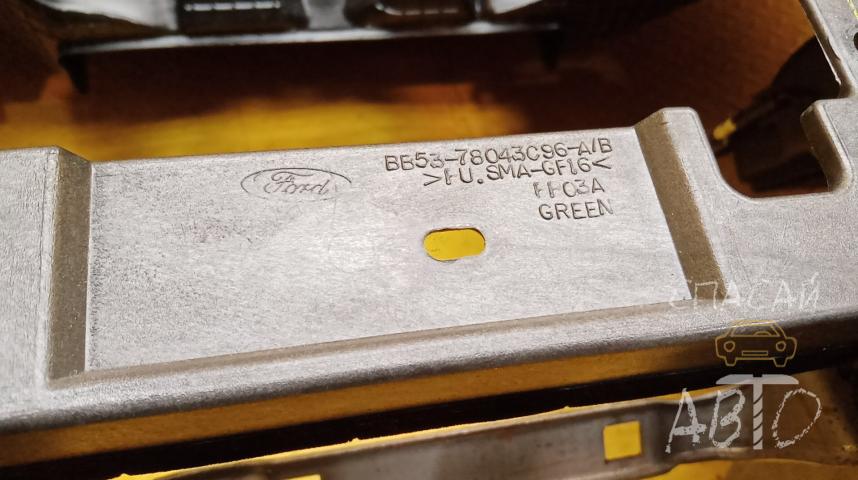 Ford
BB53-78043C96-A/B
>PU.SMA-GF16<
FF03A
GREEN
СПАСАЙ
АВТО